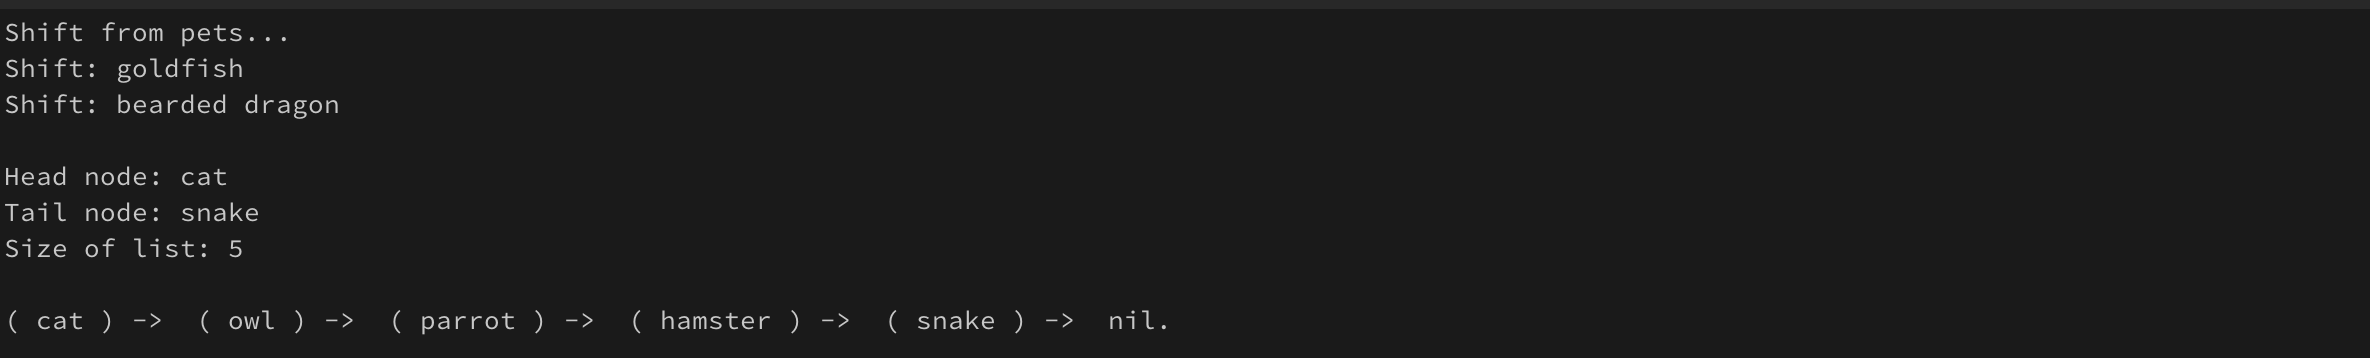 Shift from pets...
Shift: goldfish
Shift: bearded dragon
Head node: cat
Tail node: snake
Size of list: 5
( cat ) ->  ( owl ) ->  ( parrot ) ->  ( hamster ) ->  ( snake ) ->  nil.